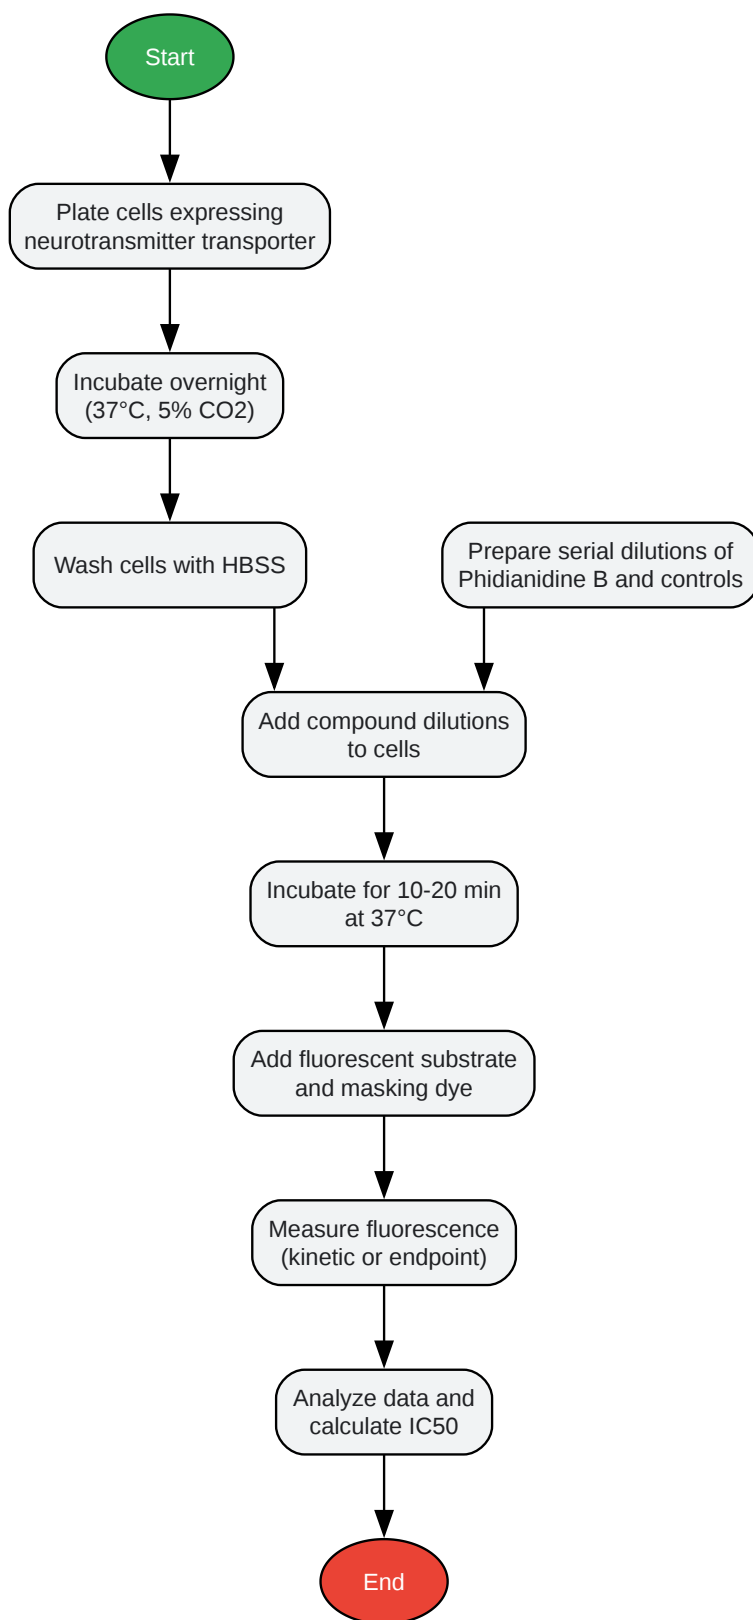 Start
Plate cells expressing
neurotransmitter transporter
Incubate overnight
(37°C, 5% CO2)
Wash cells with HBSS
Prepare serial dilutions of
Phidianidine B and controls
Add compound dilutions
to cells
Incubate for 10-20 min
at 37°C
Add fluorescent substrate
and masking dye
Measure fluorescence
(kinetic or endpoint)
Analyze data and
calculate IC50
End